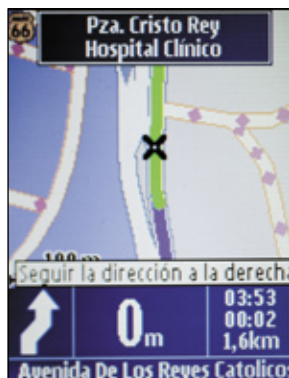 66
Pza. Cristo Rey
Hospital Clínico
100 m
Seguir la dirección a la derecha
0m
03:53
00:02
1,6km
Avenida De Los Reyes Catolicos